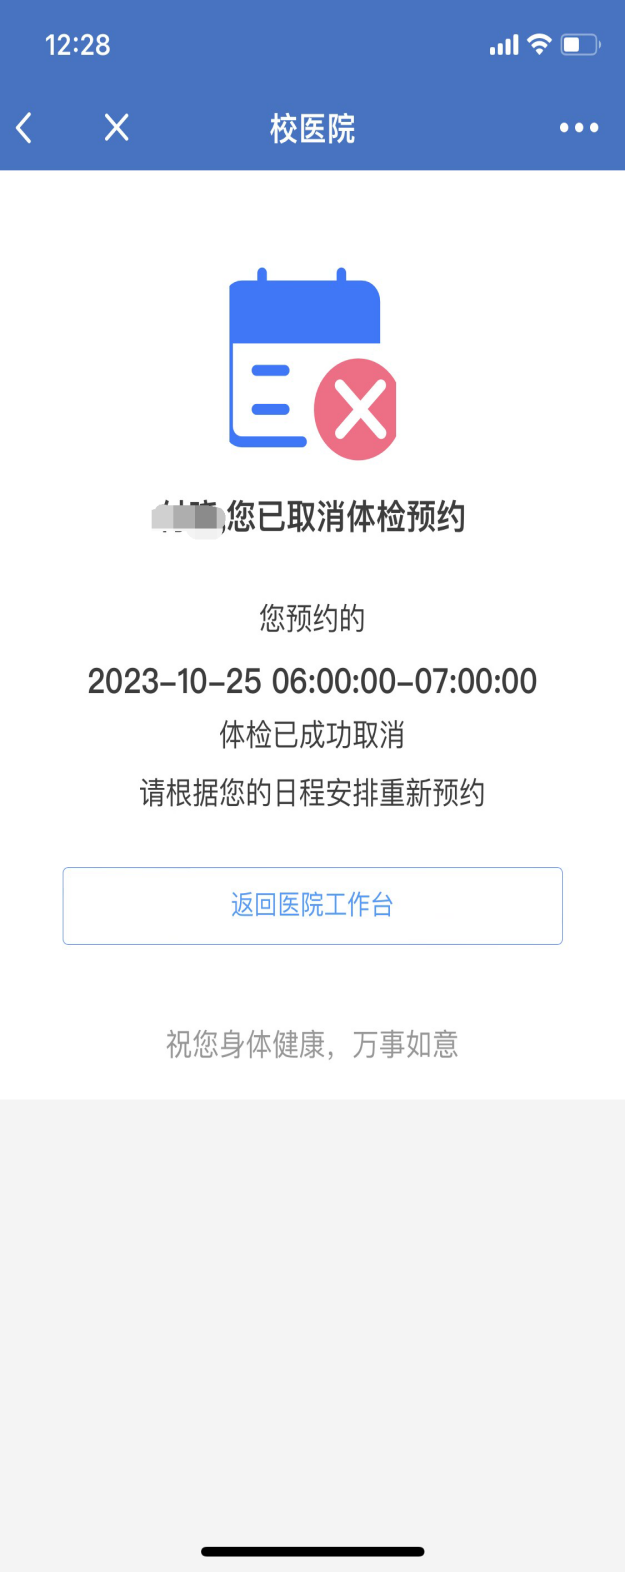 12:28
校医院
您已取消体检预约
您预约的
2023-10-25 06:00:00-07:00:00
体检已成功取消
请根据您的日程安排重新预约
返回医院工作台
祝您身体健康，万事如意